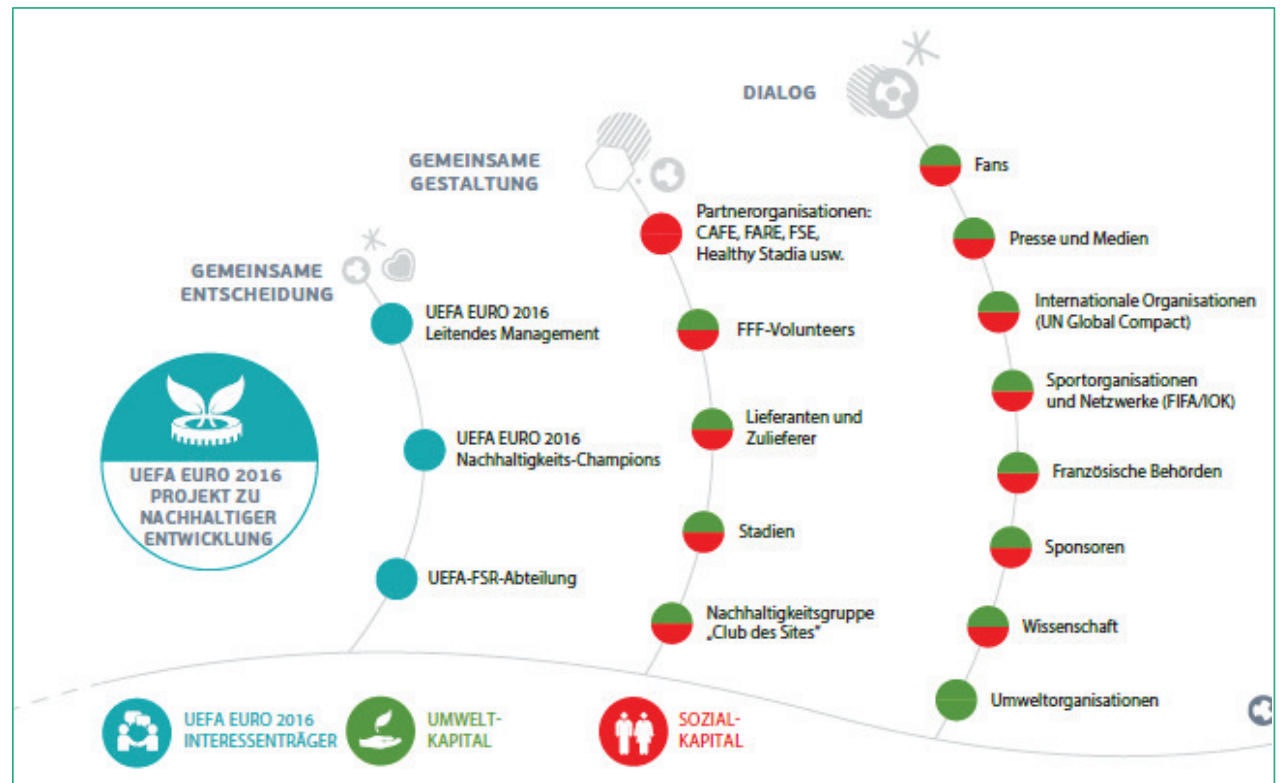 DIALOG
Fans
Presse und Medien
Internationale Organisationen
(UN Global Compact)
Sportorganisationen
und Netzwerke (FIFA/IOK)
Französische Behörden
Sponsoren
Wissenschaft
Umweltorganisationen
GEMEINSAME
GESTALTUNG
Partnerorganisationen:
CAFE, FARE, FSE,
Healthy Stadia usw.
FFF-Volunteers
Lieferanten und
Zulieferer
Stadien
Nachhaltigkeitsgruppe
„Club des Sites“
GEMEINSAME
ENTSCHEIDUNG
UEFA EURO 2016
Leitendes Management
UEFA EURO 2016
Nachhaltigkeits-Champions
UEFA-FSR-Abteilung
UEFA EURO 2016
PROJEKT ZU
NACHHALTIGER
ENTWICKLUNG
UEFA EURO 2016
INTERESSENTRÄGER
UMWELT-
KAPITAL
SOZIAL-
KAPITAL